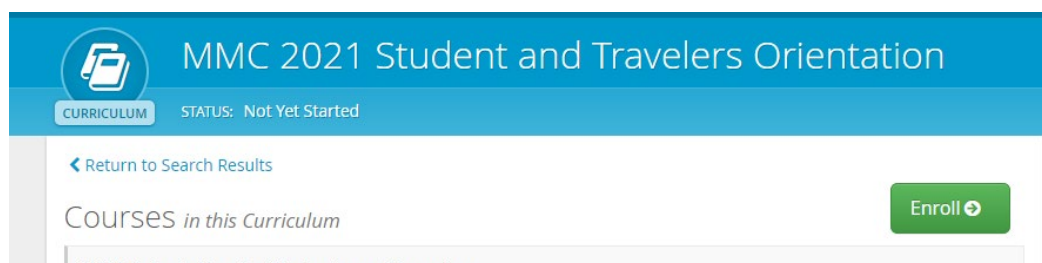 MMC 2021 Student and Travelers Orientation
CURRICULUM
STATUS: Not Yet Started
Return to Search Results
Courses in this Curriculum
Enroll